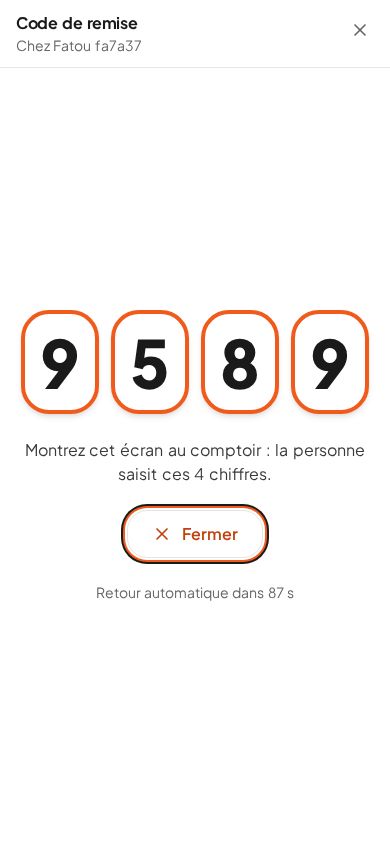 Code de remise
Chez Fatou fa7a37
9 5 8 9
Montrez cet écran au comptoir : la personne
saisit ces 4 chiffres.
Fermer
Retour automatique dans 87 s